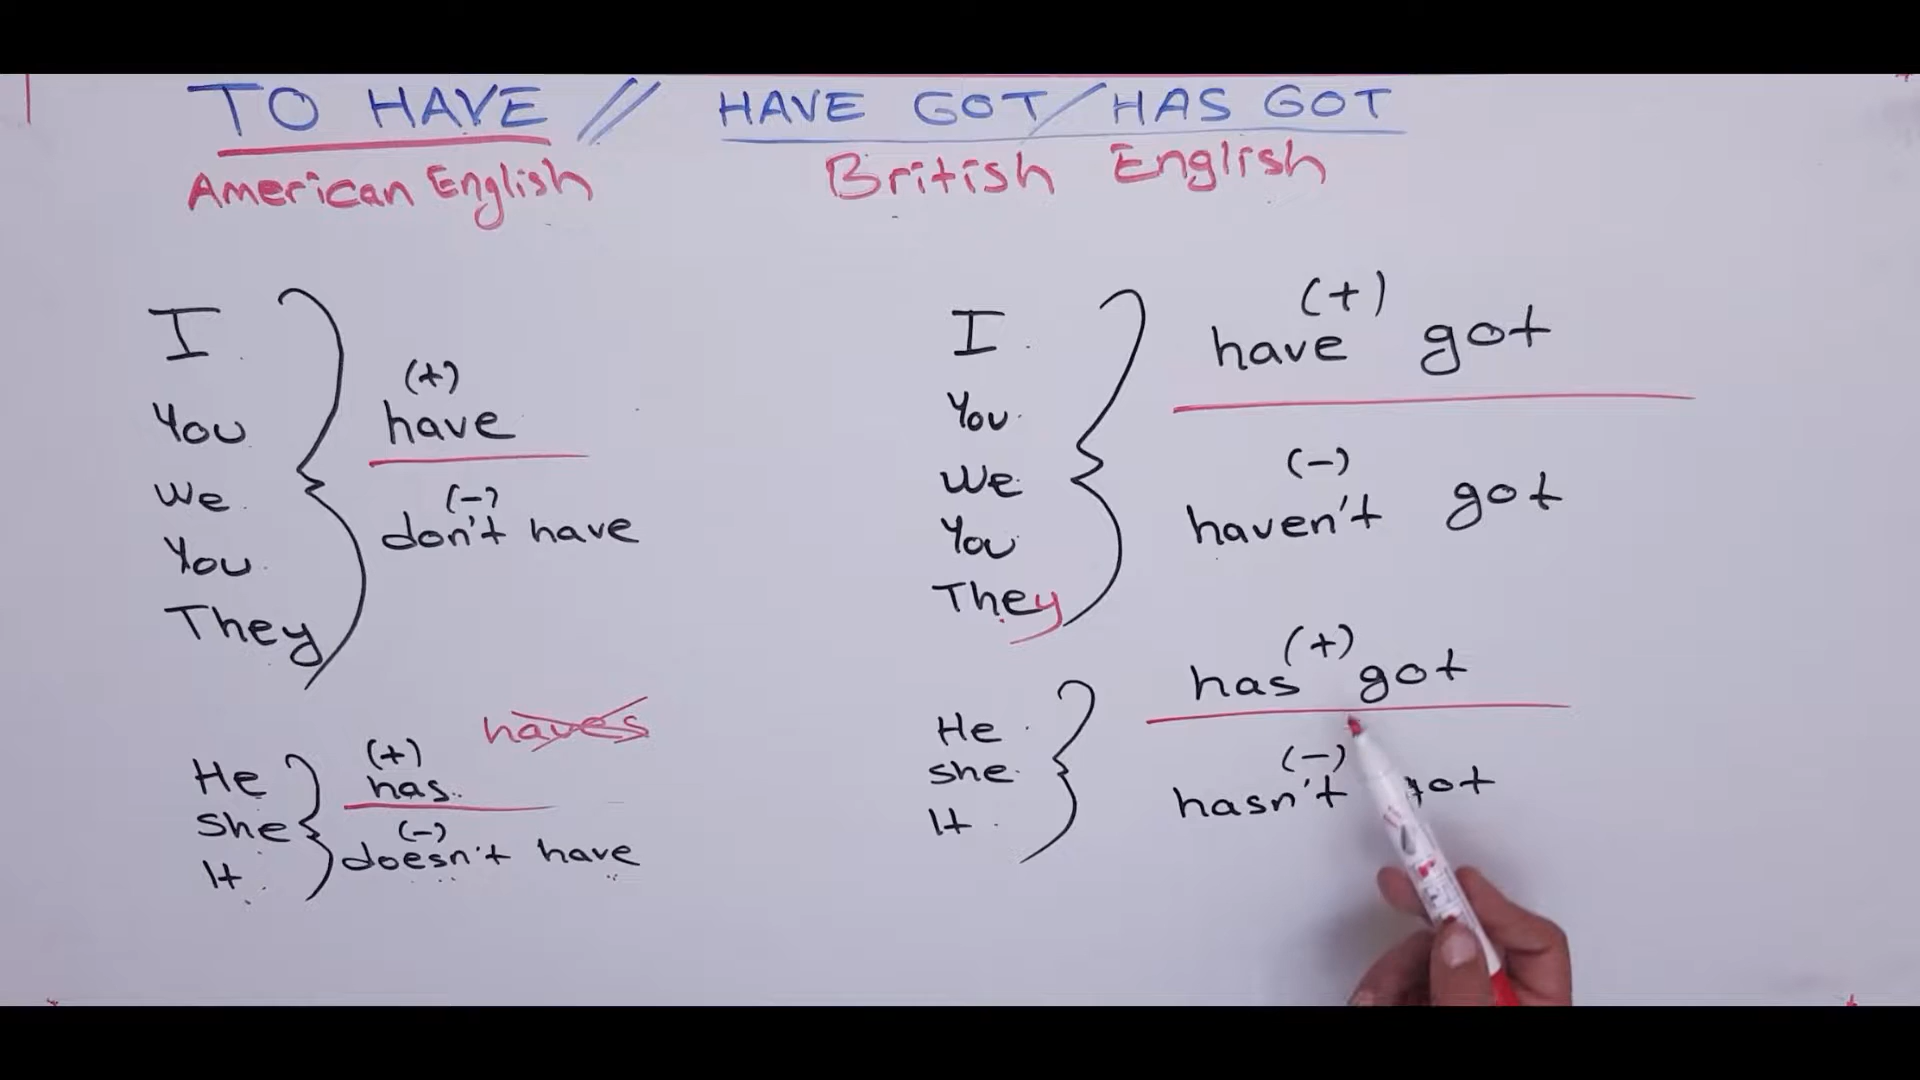 TO HAVE // HAVE GOT/HAS GOT
American English
British English
I
You
We
You
They
(+)
have
(-)
don't have
He
She
It
haves
(+)
has
(-)
doesn't have
I
You
We
You
They
(+)
have got
(-)
haven't got
He
She
It
(+)
has got
(-)
hasn't got